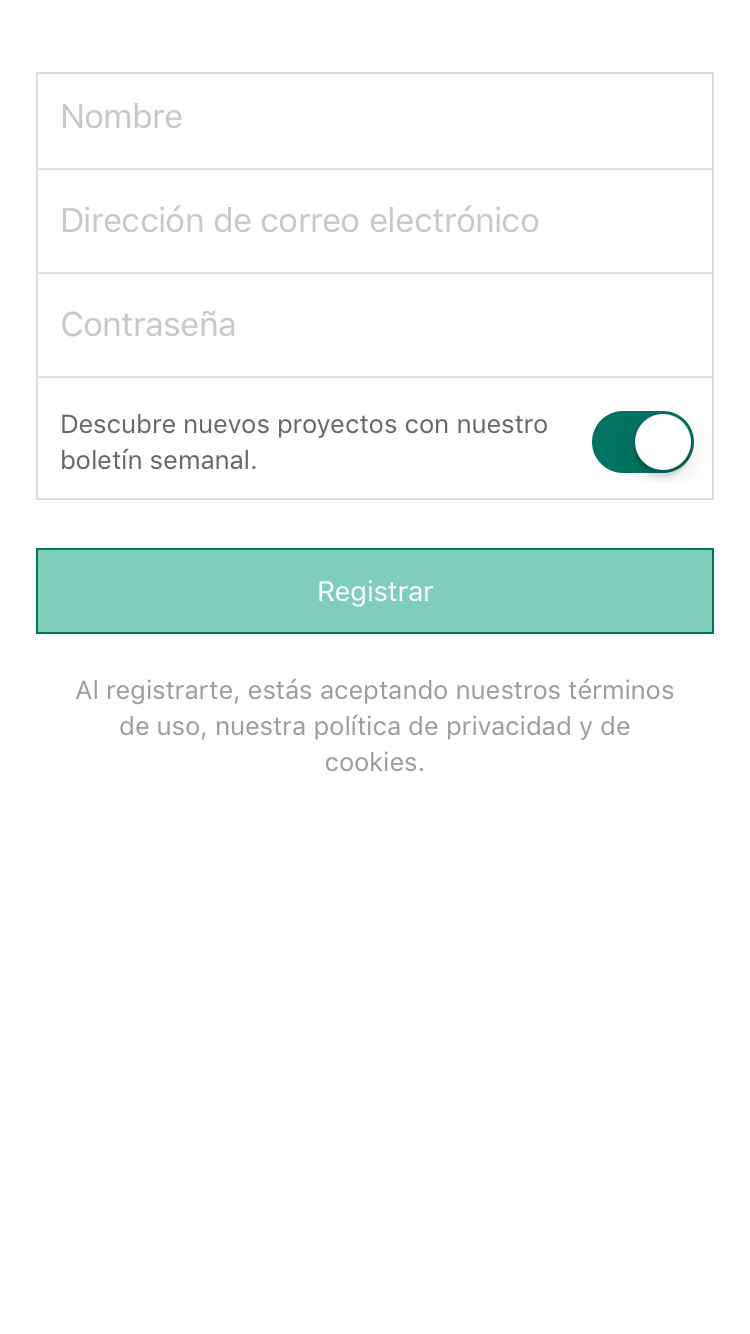 Nombre
Dirección de correo electrónico
Contraseña
Descubre nuevos proyectos con nuestro
boletín semanal.
Registrar
Al registrarte, estás aceptando nuestros términos
de uso, nuestra política de privacidad y de
cookies.